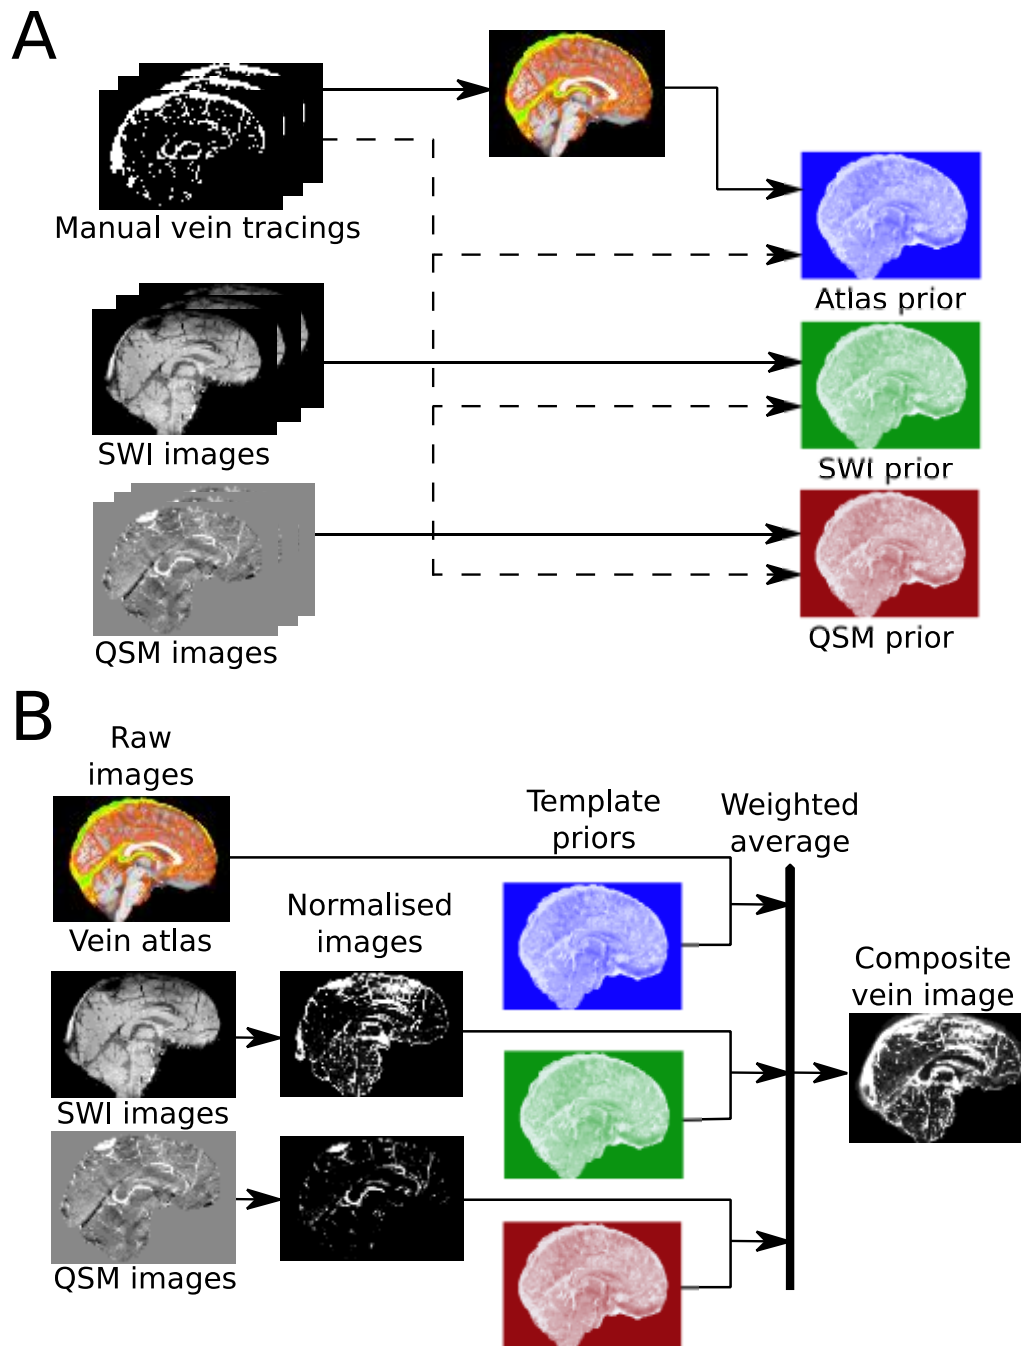 A
Manual vein tracings
Atlas prior
SWI images
SWI prior
QSM images
QSM prior
B
Raw
images
Template
priors
Weighted
average
Vein atlas
Normalised
images
Composite
vein image
SWI images
QSM images